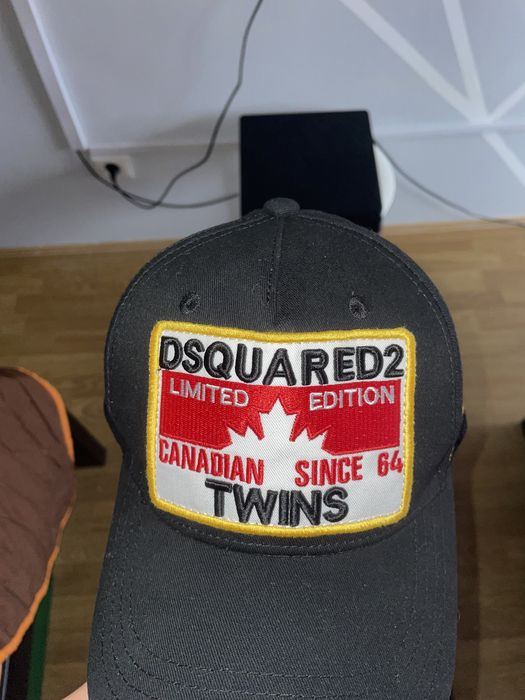 DSQUARED2
LIMITED EDITION
CANADIAN SINCE 64
TWINS